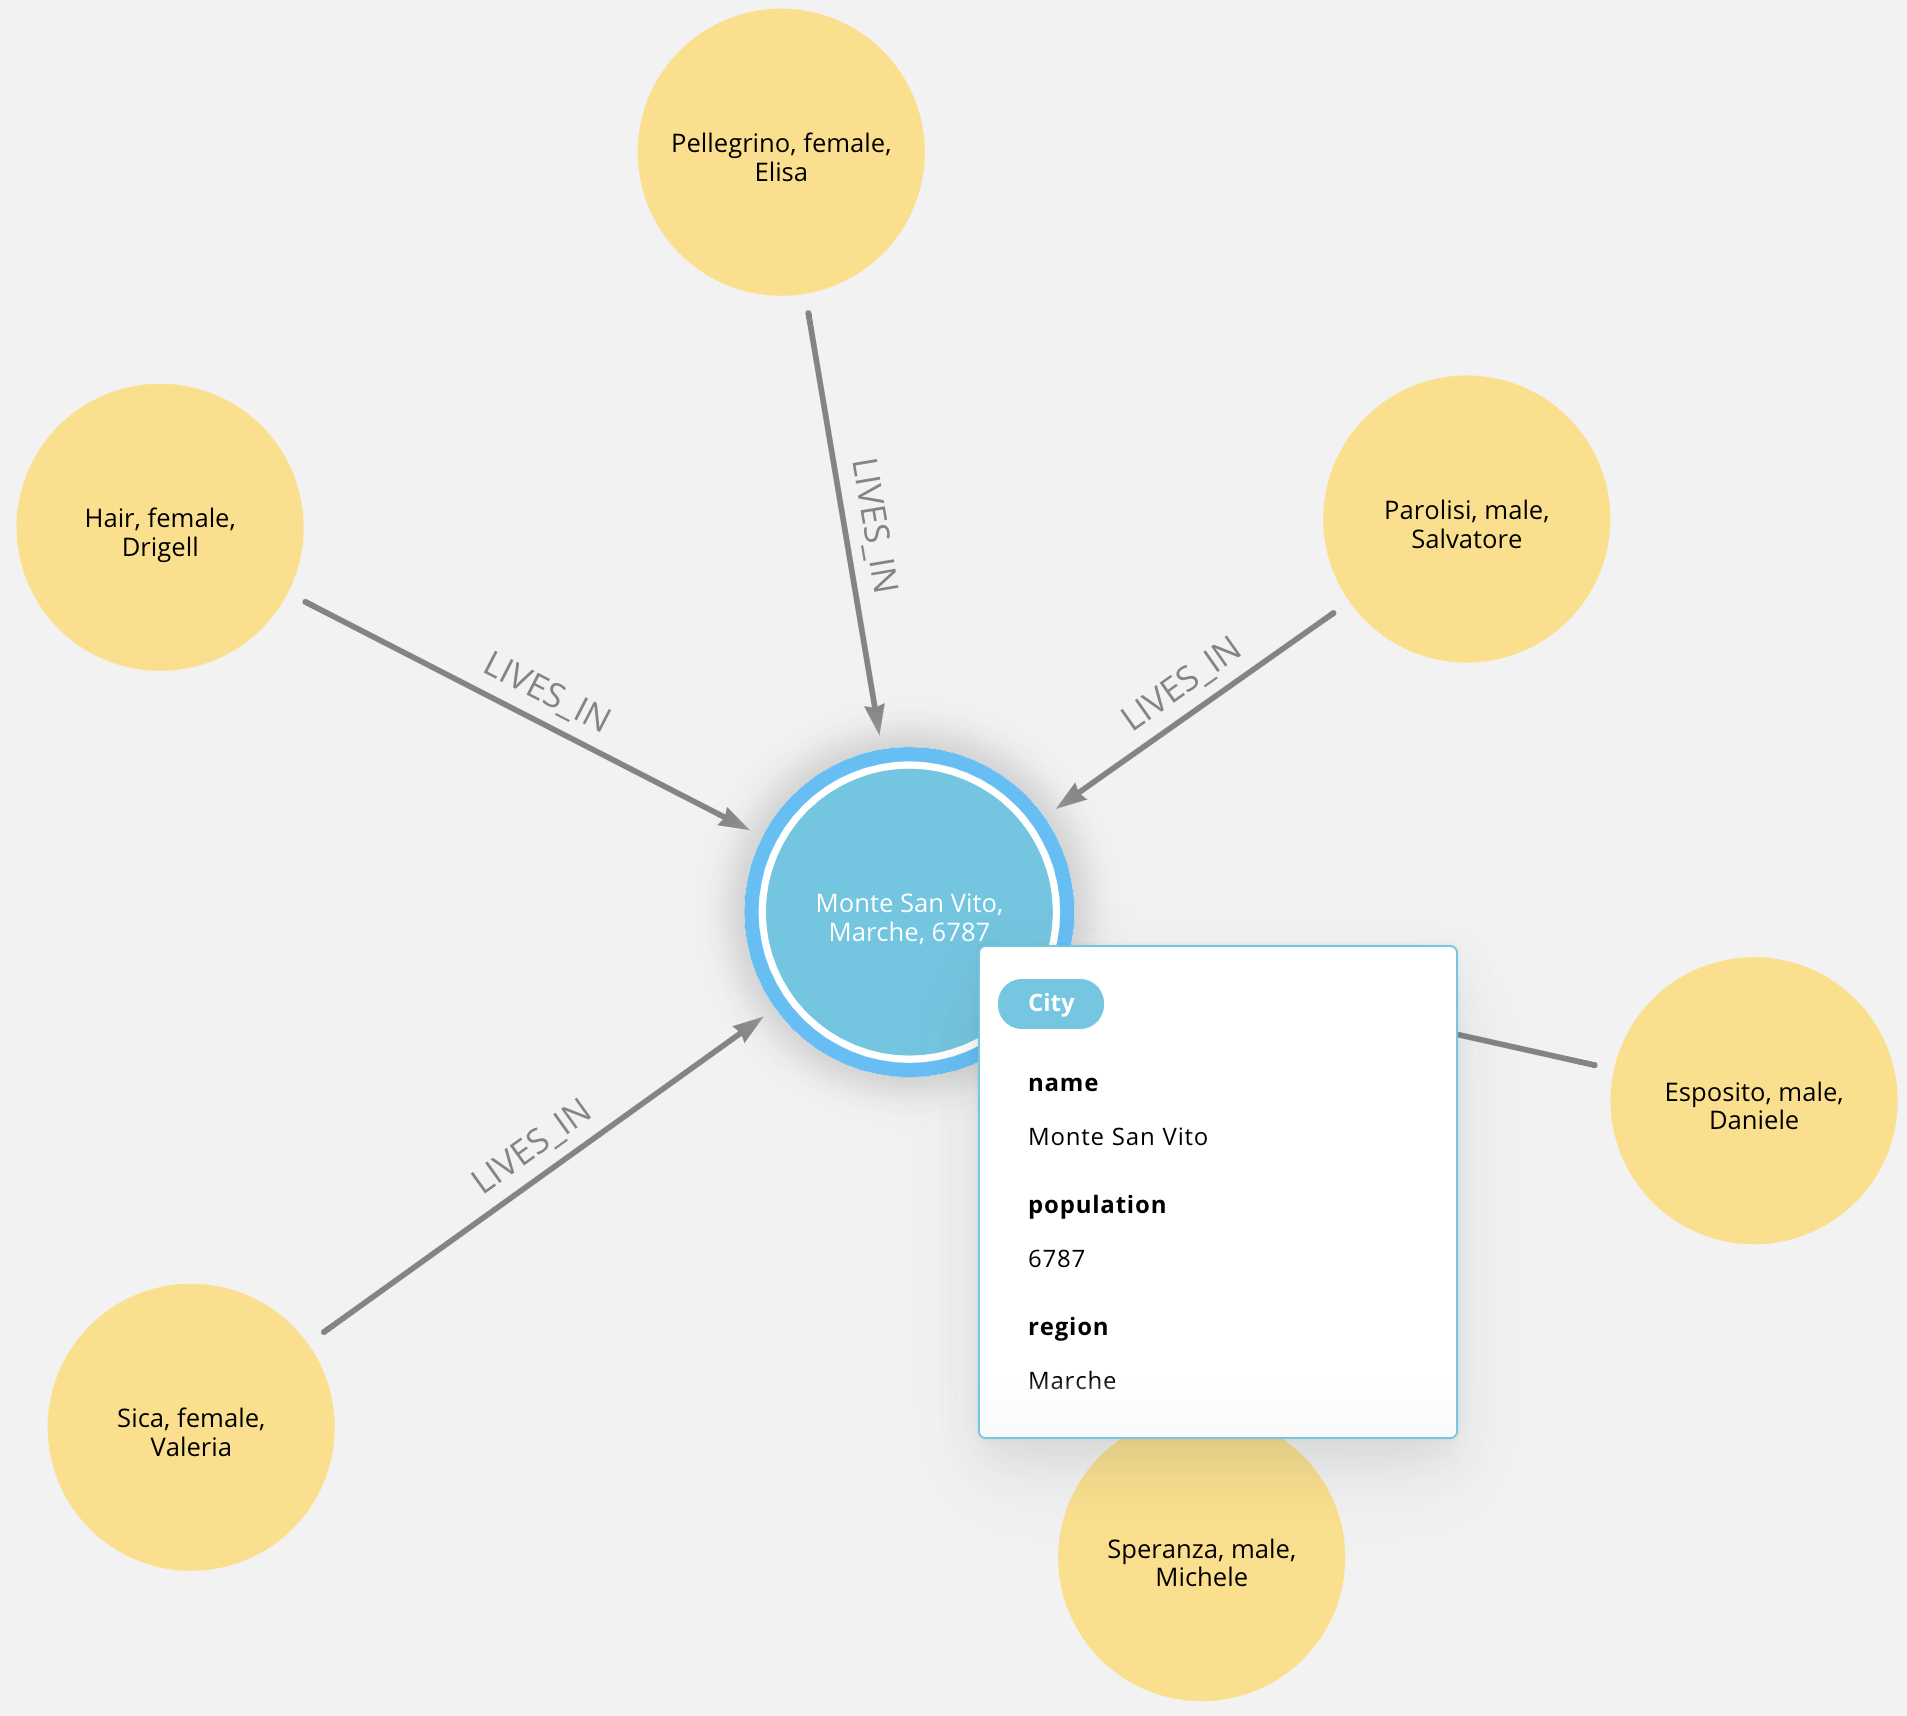 Pellegrino, female,
Elisa
Hair, female,
Drigell
Parolisi, male,
Salvatore
LIVES_IN
LIVES_IN
LIVES_IN
Monte San Vito,
Marche, 6787
City
name
Monte San Vito
population
6787
region
Marche
Esposito, male,
Daniele
LIVES_IN
Sica, female,
Valeria
Speranza, male,
Michele